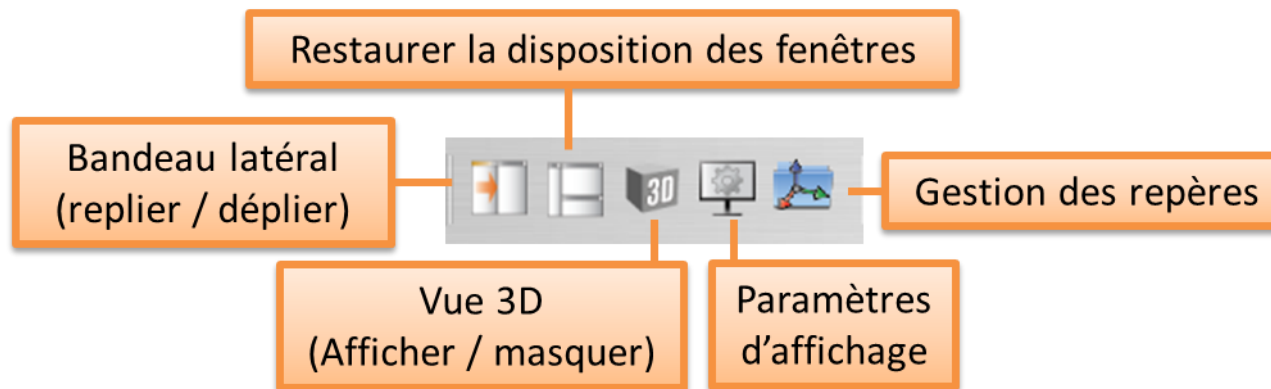 Restaurer la disposition des fenêtres
Bandeau latéral
(replier / déplier)
3D
Gestion des repères
Vue 3D
(Afficher / masquer)
Paramètres
d’affichage